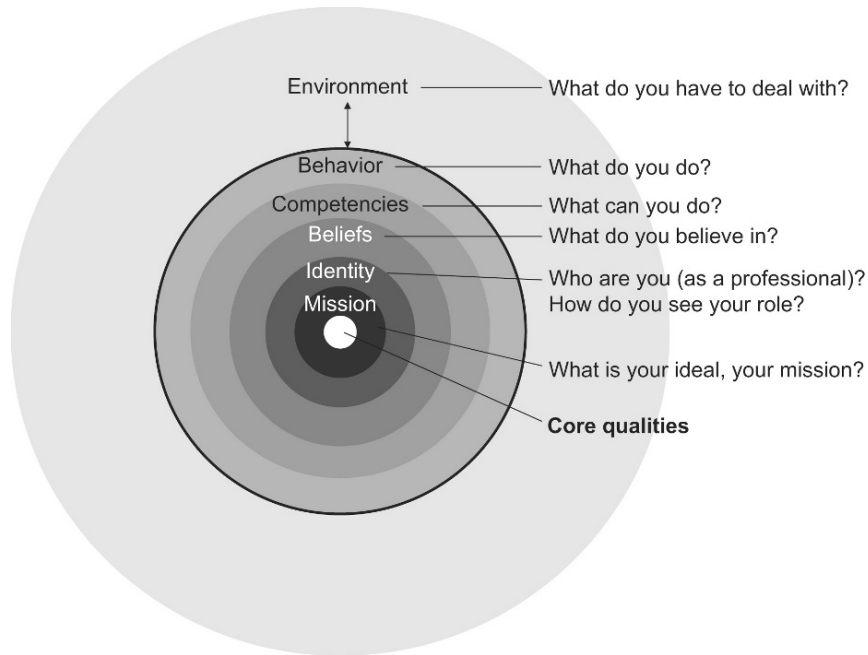 Environment What do you have to deal with?
Behavior What do you do?
Competencies What can you do?
Beliefs What do you believe in?
Identity Who are you (as a professional)?
How do you see your role?
Mission
What is your ideal, your mission?
Core qualities